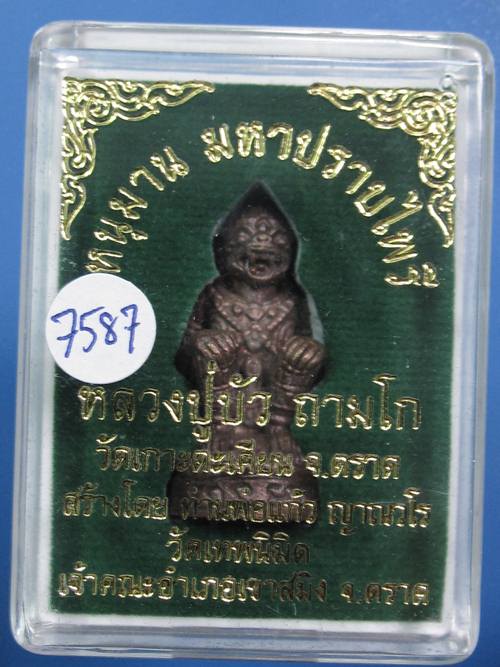 หนุมาน มหาปราบไพรี
7587
หลวงปู่บัว ถามโก
วัดเกาะตะเคียน จ.ตราด
สร้างโดย ท่านพ่อแก้ว ญาณวโร
วัดเทพนิมิต
เจ้าคณะอำเภอเขาสมิง จ.ตราด